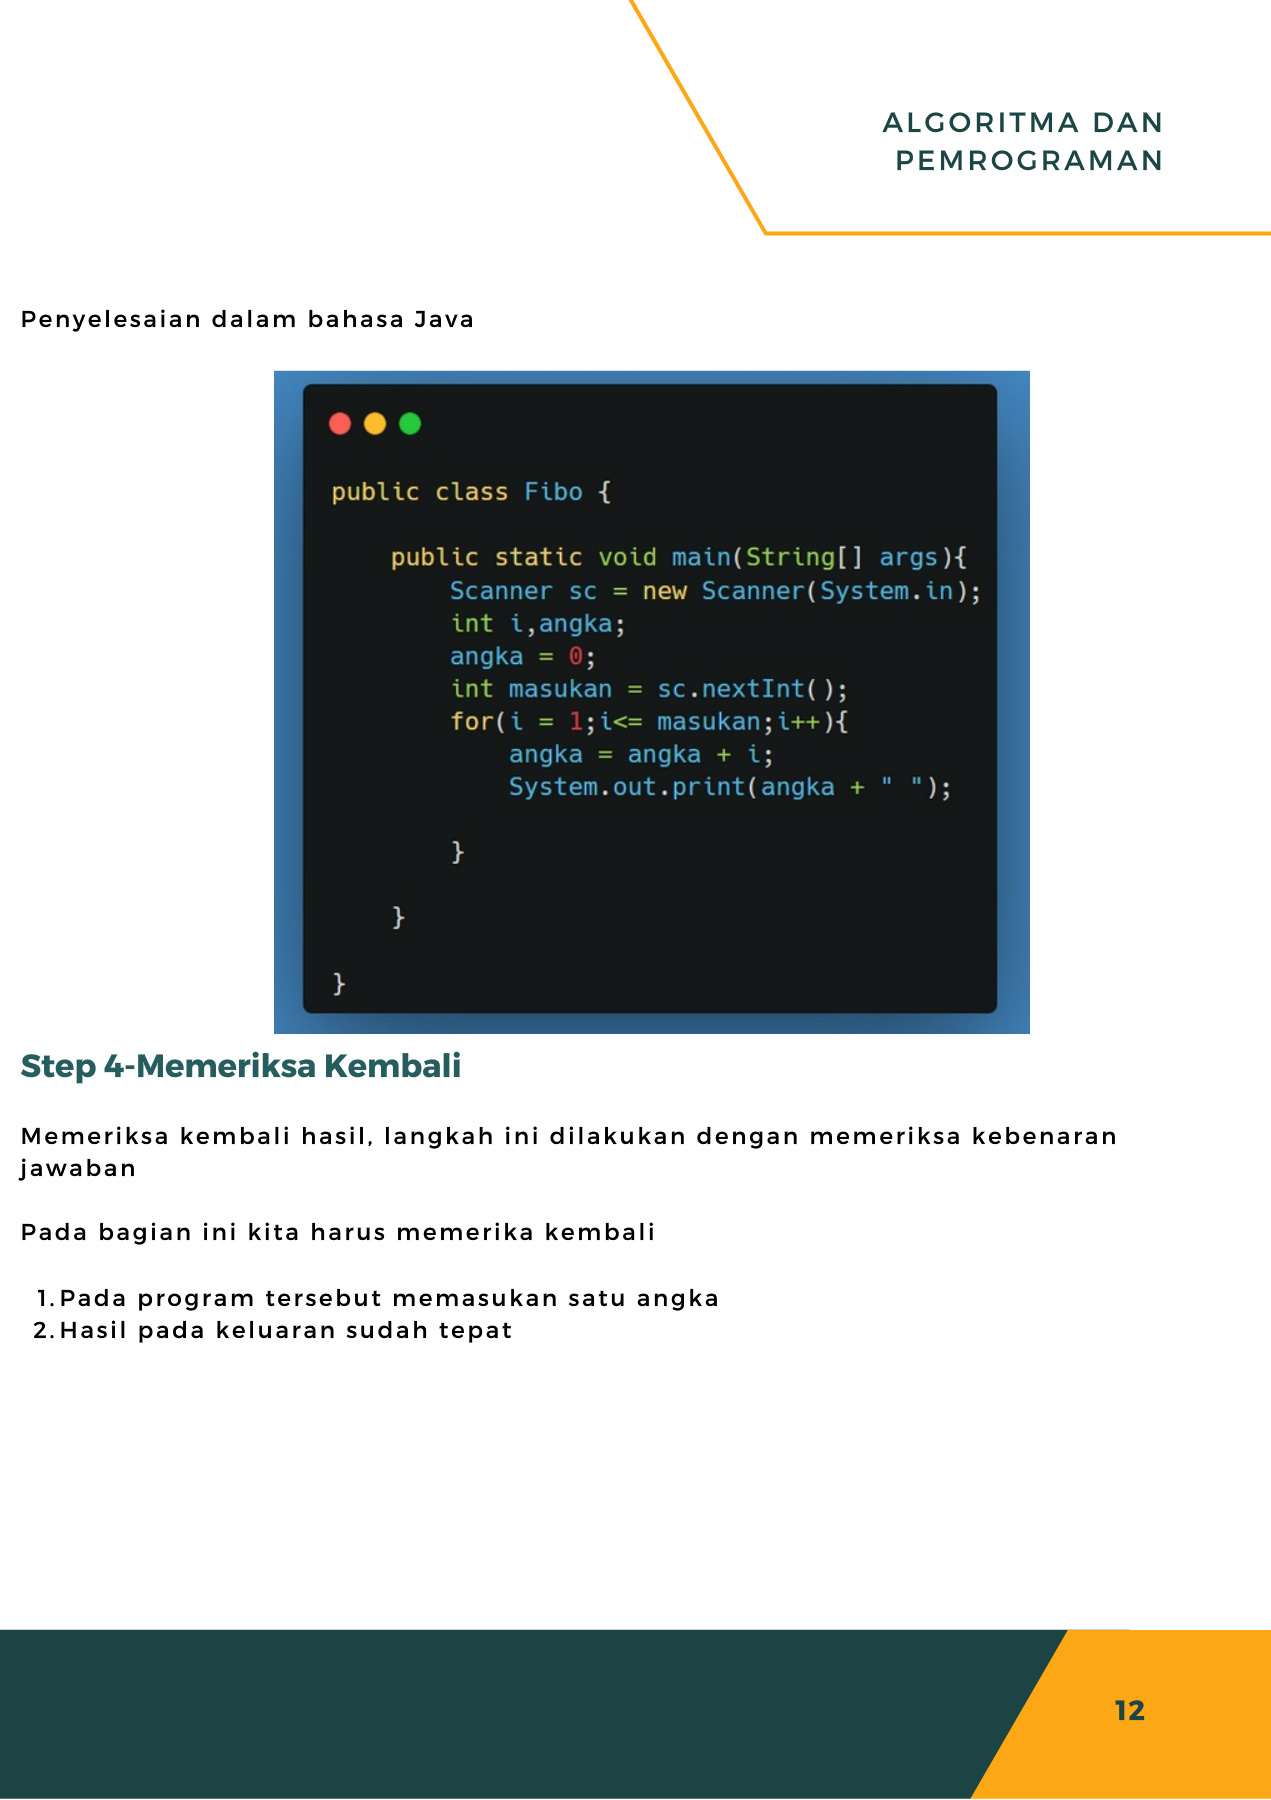 ALGORITMA DAN
PEMROGRAMAN
Penyelesaian dalam bahasa Java
public class Fibo {
public static void main(String[] args){
Scanner sc = new Scanner(System.in);
int i,angka;
angka = 0;
int masukan = sc.nextInt();
for(i = 1;i<= masukan;i++){
angka = angka + i;
System.out.print(angka + " ");
}
}
}
Step 4-Memeriksa Kembali
Memeriksa kembali hasil, langkah ini dilakukan dengan memeriksa kebenaran
jawaban
Pada bagian ini kita harus memerika kembali
1. Pada program tersebut memasukan satu angka
2. Hasil pada keluaran sudah tepat
12